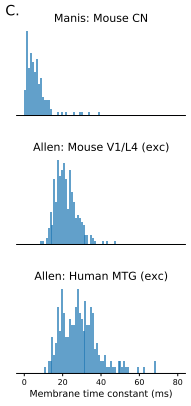 C.
Manis: Mouse CN
Allen: Mouse V1/L4 (exc)
Allen: Human MTG (exc)
0 20 40 60 80
Membrane time constant (ms)